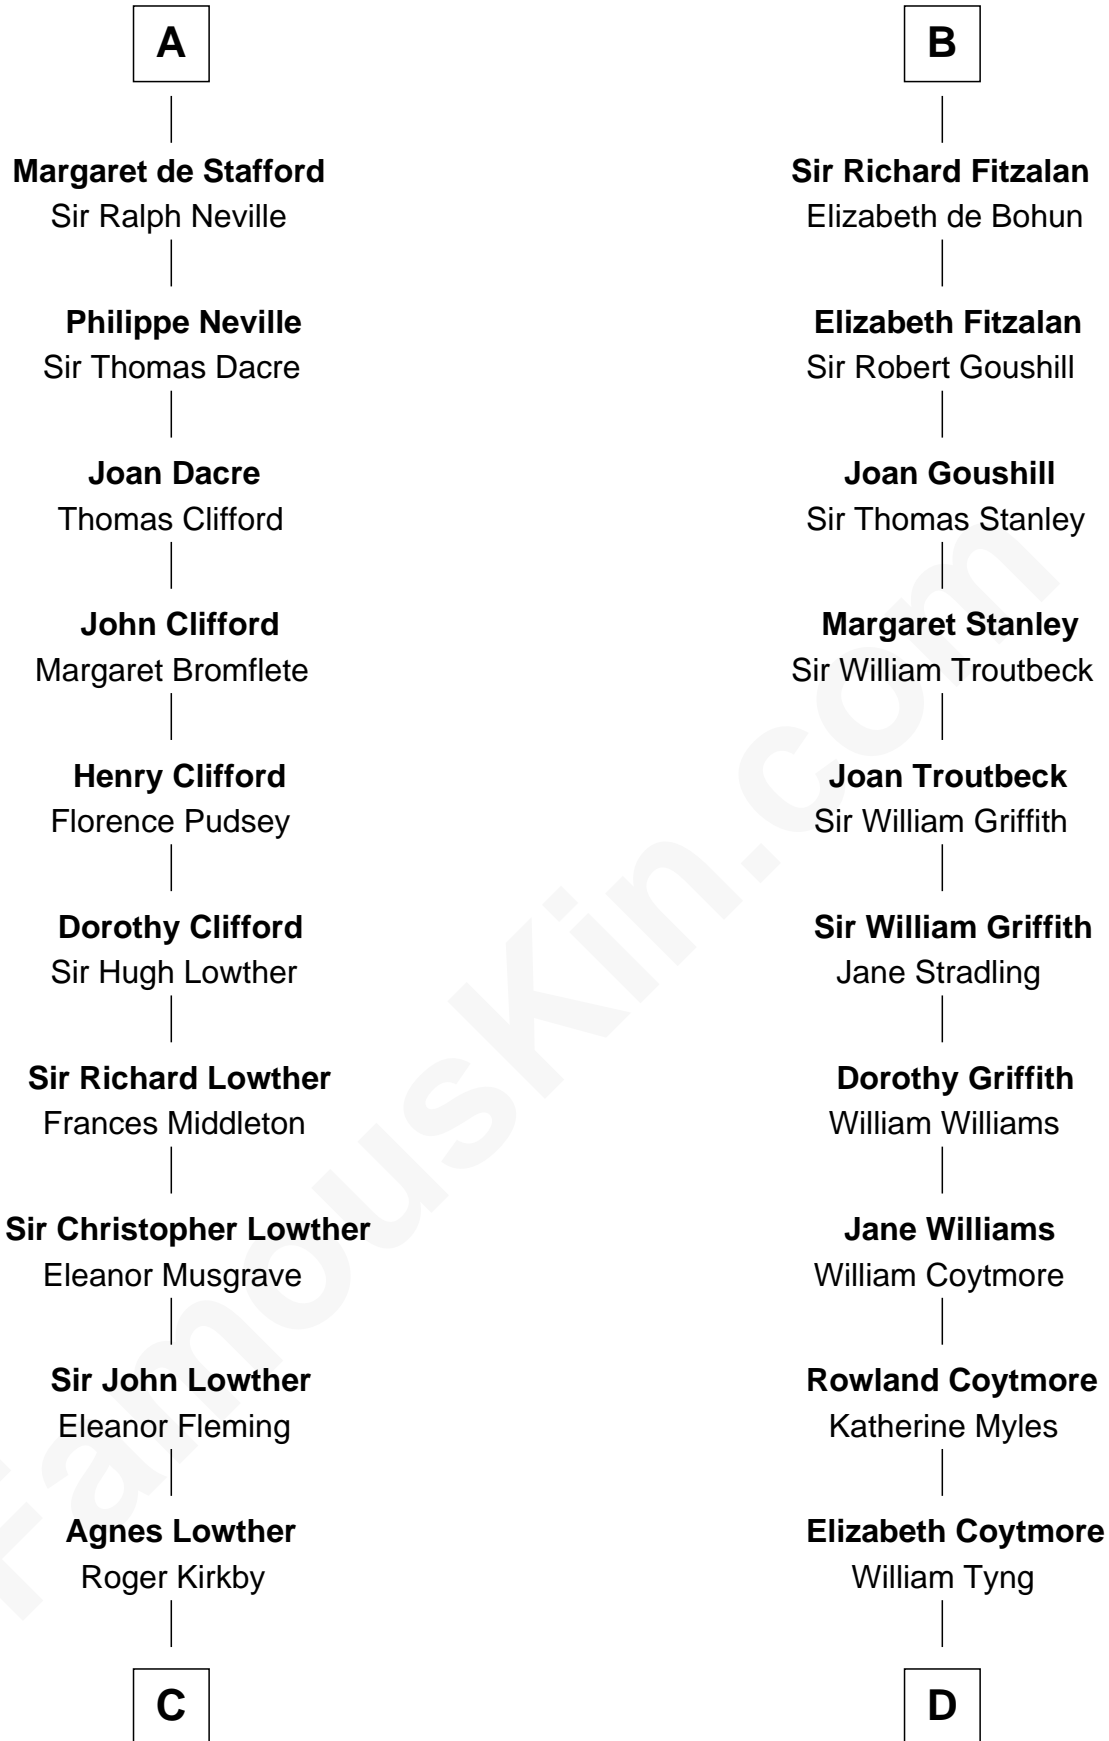 A
Margaret de Stafford
Sir Ralph Neville
Philippe Neville
Sir Thomas Dacre
Joan Dacre
Thomas Clifford
John Clifford
Margaret Bromflete
Henry Clifford
Florence Pudsey
Dorothy Clifford
Sir Hugh Lowther
Sir Richard Lowther
Frances Middleton
Sir Christopher Lowther
Eleanor Musgrave
Sir John Lowther
Eleanor Fleming
Agnes Lowther
Roger Kirkby
C
B
Sir Richard Fitzalan
Elizabeth de Bohun
Elizabeth Fitzalan
Sir Robert Goushill
Joan Goushill
Sir Thomas Stanley
Margaret Stanley
Sir William Troutbeck
Joan Troutbeck
Sir William Griffith
Sir William Griffith
Jane Stradling
Dorothy Griffith
William Williams
Jane Williams
William Coytmore
Rowland Coytmore
Katherine Myles
Elizabeth Coytmore
William Tyng
D
FamousKin.com